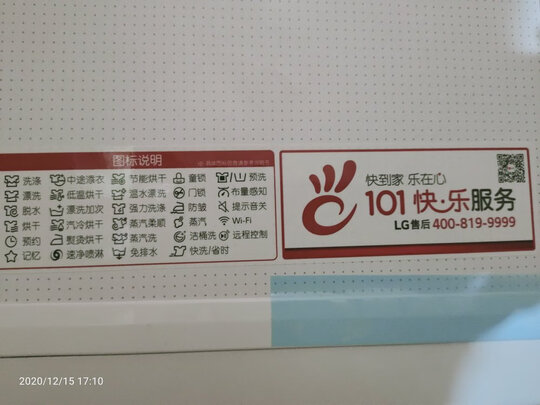 图标说明
洗涤 中途添衣 节能烘干 童锁 预洗
漂洗 低温烘干 温水漂洗 门锁 布量感知
脱水 漂洗加次 强力洗涤 防皱 提示音关
烘干 汽冷烘干 蒸汽柔顺 蒸汽 Wi-Fi
预约 熨烫烘干 蒸汽洗 洁桶洗 远程控制
记忆 速净喷淋 免排水 快洗/省时
快到家 乐在心
101 快·乐服务
LG售后 400-819-9999
2020/12/15 17:10